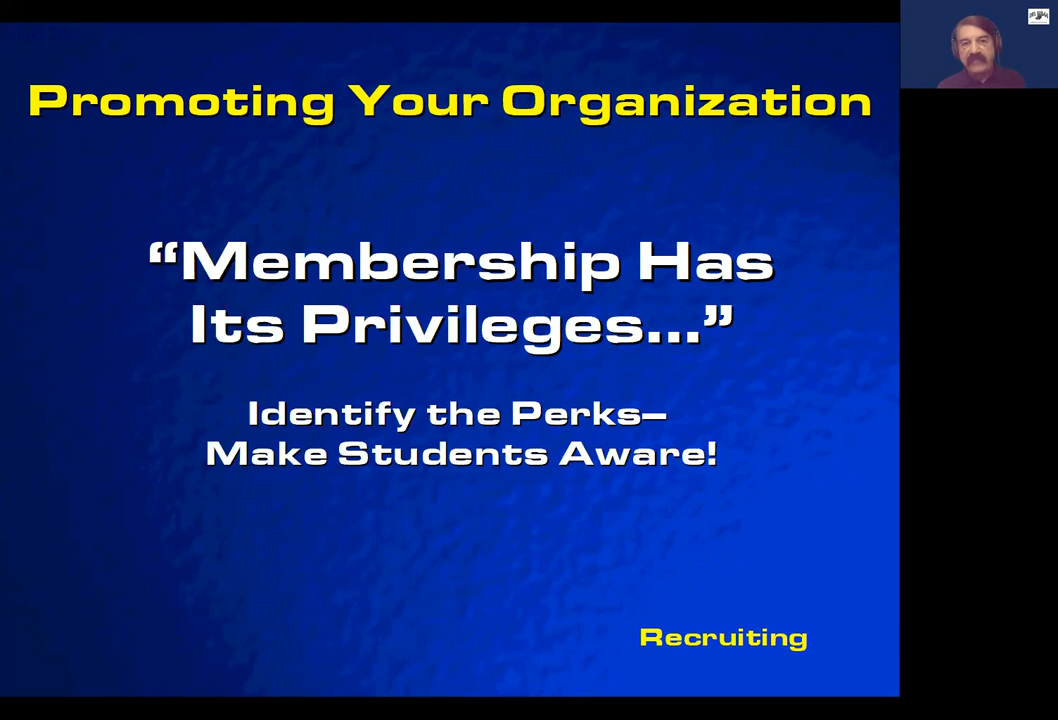 Promoting Your Organization
“Membership Has
Its Privileges...”
Identify the Perks–
Make Students Aware!
Recruiting